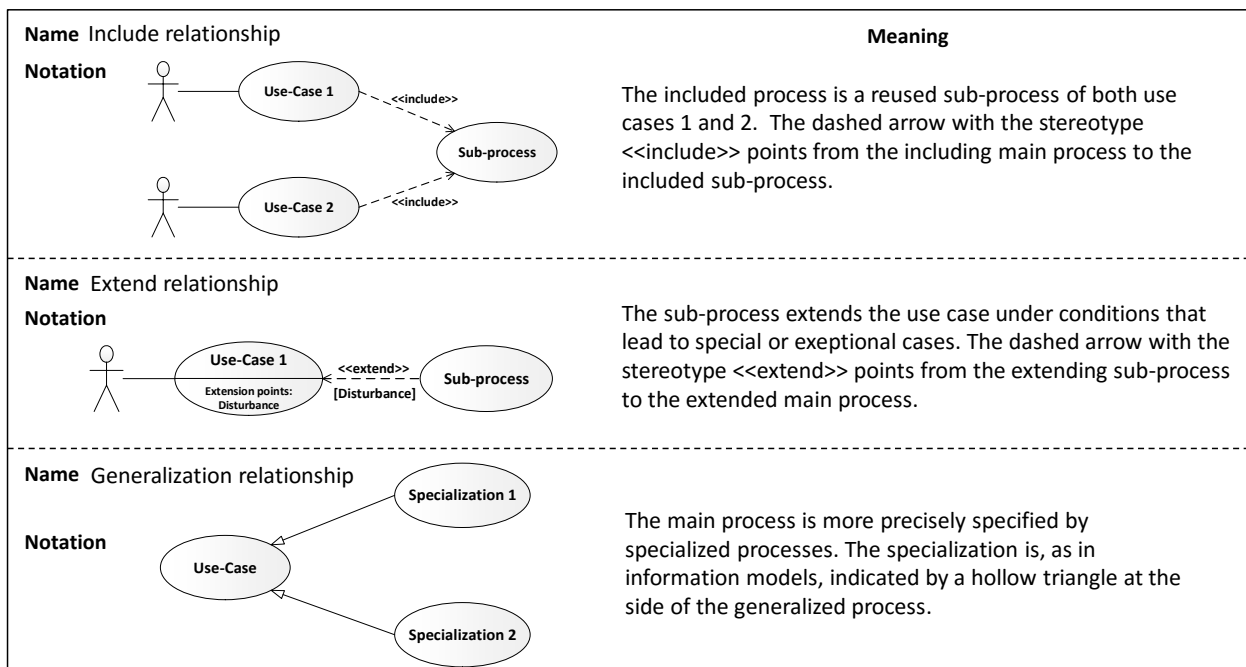 Name Include relationship
Meaning
Notation
Use-Case 1
<<include>>
Sub-process
Use-Case 2
<<include>>
The included process is a reused sub-process of both use
cases 1 and 2. The dashed arrow with the stereotype
<<include>> points from the including main process to the
included sub-process.
Name Extend relationship
Notation
Use-Case 1
Extension points:
Disturbance
<<extend>>
[Disturbance]
Sub-process
The sub-process extends the use case under conditions that
lead to special or exeptional cases. The dashed arrow with the
stereotype <<extend>> points from the extending sub-process
to the extended main process.
Name Generalization relationship
Notation
Specialization 1
Use-Case
Specialization 2
The main process is more precisely specified by
specialized processes. The specialization is, as in
information models, indicated by a hollow triangle at the
side of the generalized process.